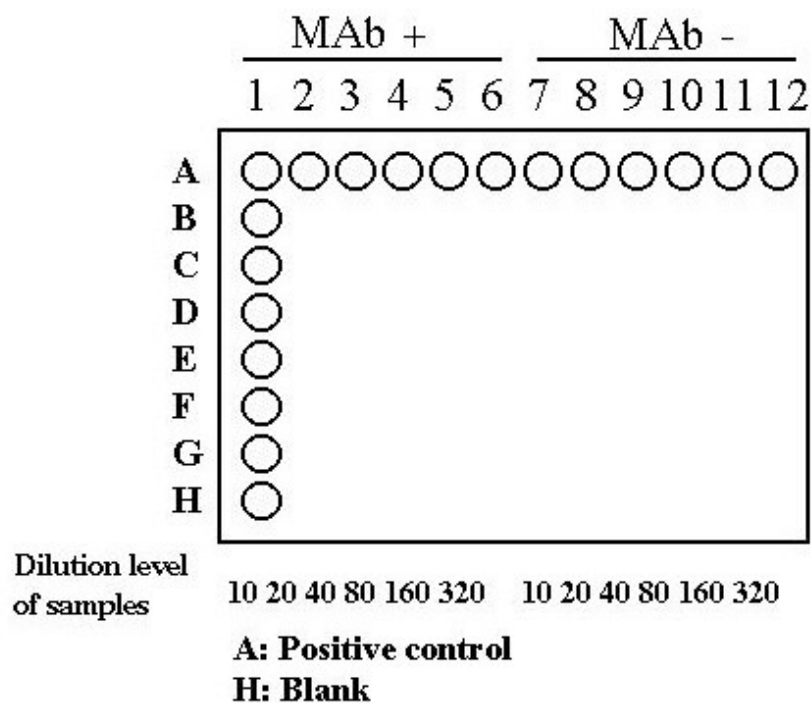 MAb + MAb -
1 2 3 4 5 6 7 8 9 10 11 12
A
B
C
D
E
F
G
H
Dilution level
of samples
10 20 40 80 160 320 10 20 40 80 160 320
A: Positive control
H: Blank